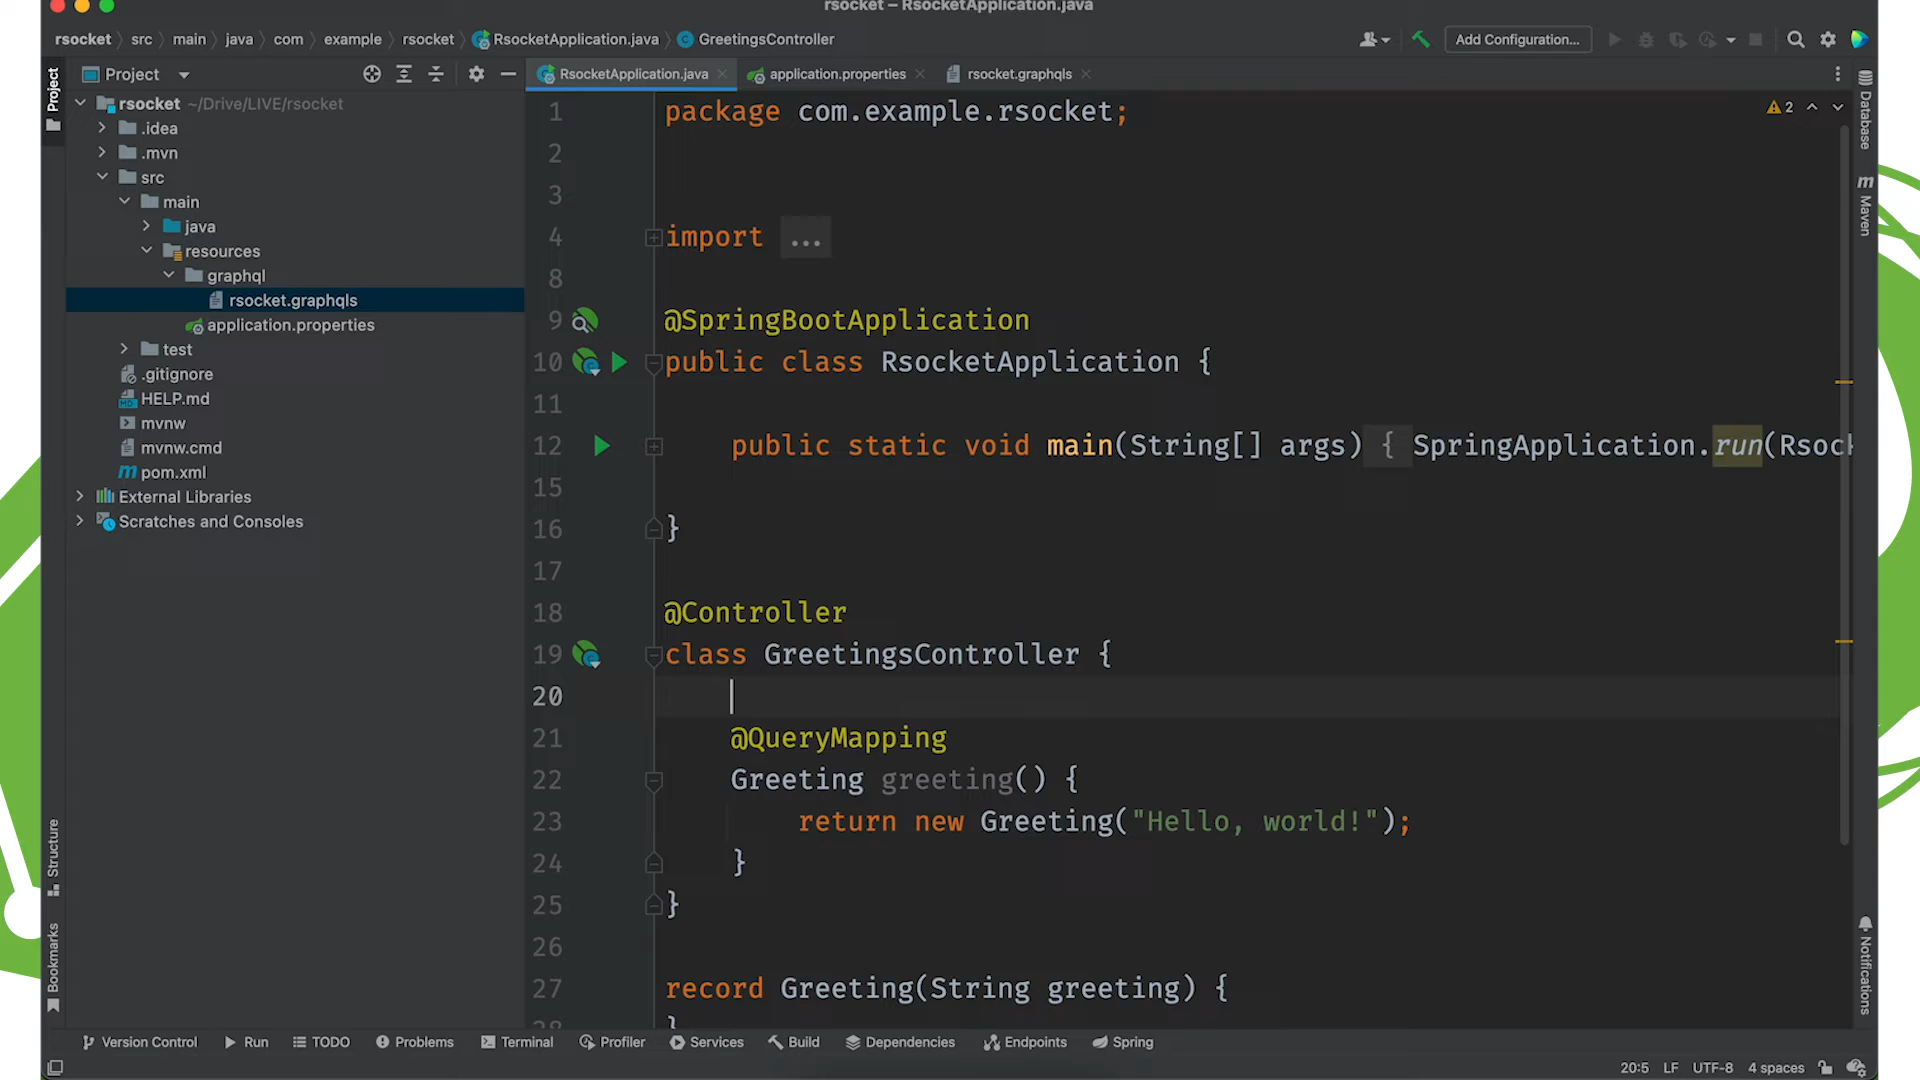 rsocket – RsocketApplication.java
rsocket src main java com example rsocket RsocketApplication.java GreetingsController
Add Configuration...
Project
RsocketApplication.java application.properties rsocket.graphqls
Project
rsocket ~/Drive/LIVE/rsocket
.idea
.mvn
src
main
java
resources
graphql
rsocket.graphqls
application.properties
test
.gitignore
HELP.md
mvnw
mvnw.cmd
pom.xml
External Libraries
Scratches and Consoles
Structure
Bookmarks
1 package com.example.rsocket;
2
3
4 import ...
8
9 @SpringBootApplication
10 public class RsocketApplication {
11
12 public static void main(String[] args) { SpringApplication.run(Rsock
15
16 }
17
18 @Controller
19 class GreetingsController {
20
21 @QueryMapping
22 Greeting greeting() {
23 return new Greeting("Hello, world!");
24 }
25 }
26
27 record Greeting(String greeting) {
28 }
2
Database
m Maven
Notifications
Version Control Run TODO Problems Terminal Profiler Services Build Dependencies Endpoints Spring
20:5 LF UTF-8 4 spaces